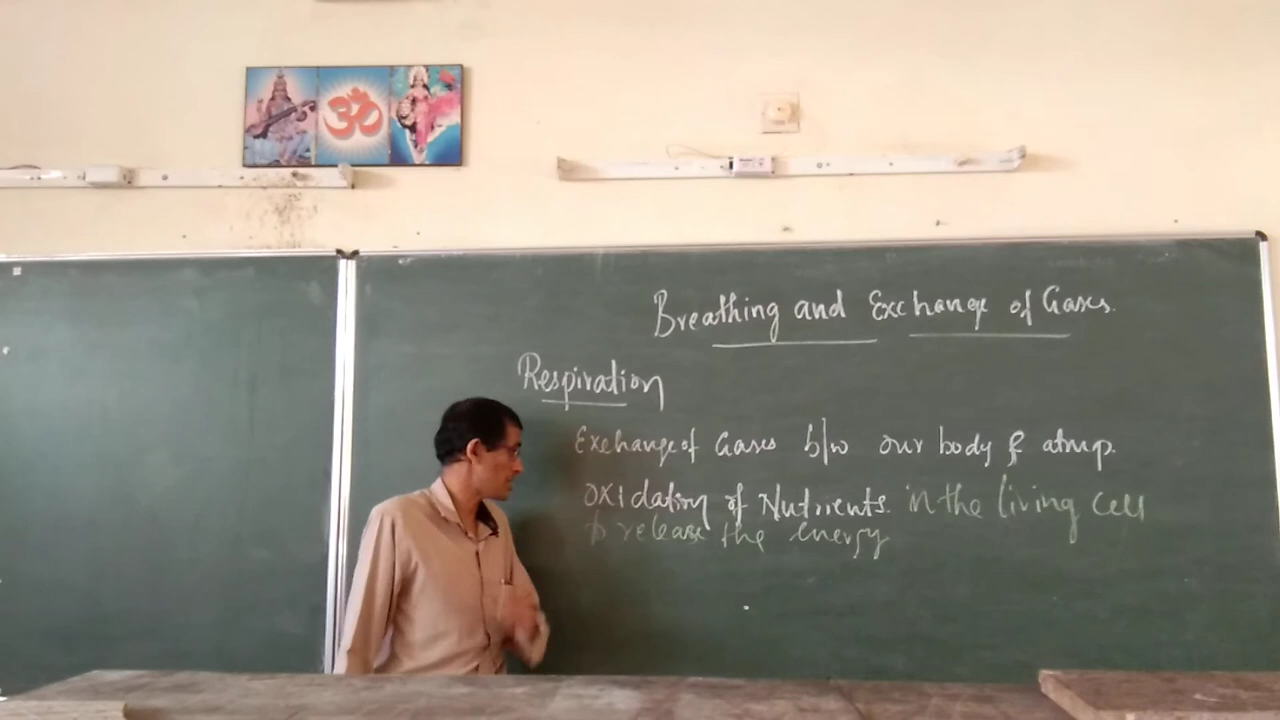 ॐ
Breathing and Exchange of Gases.
Respiration
Exchange of Gases b/w our body & atmp.
Oxidation of Nutrients. in the living cell
to release the energy